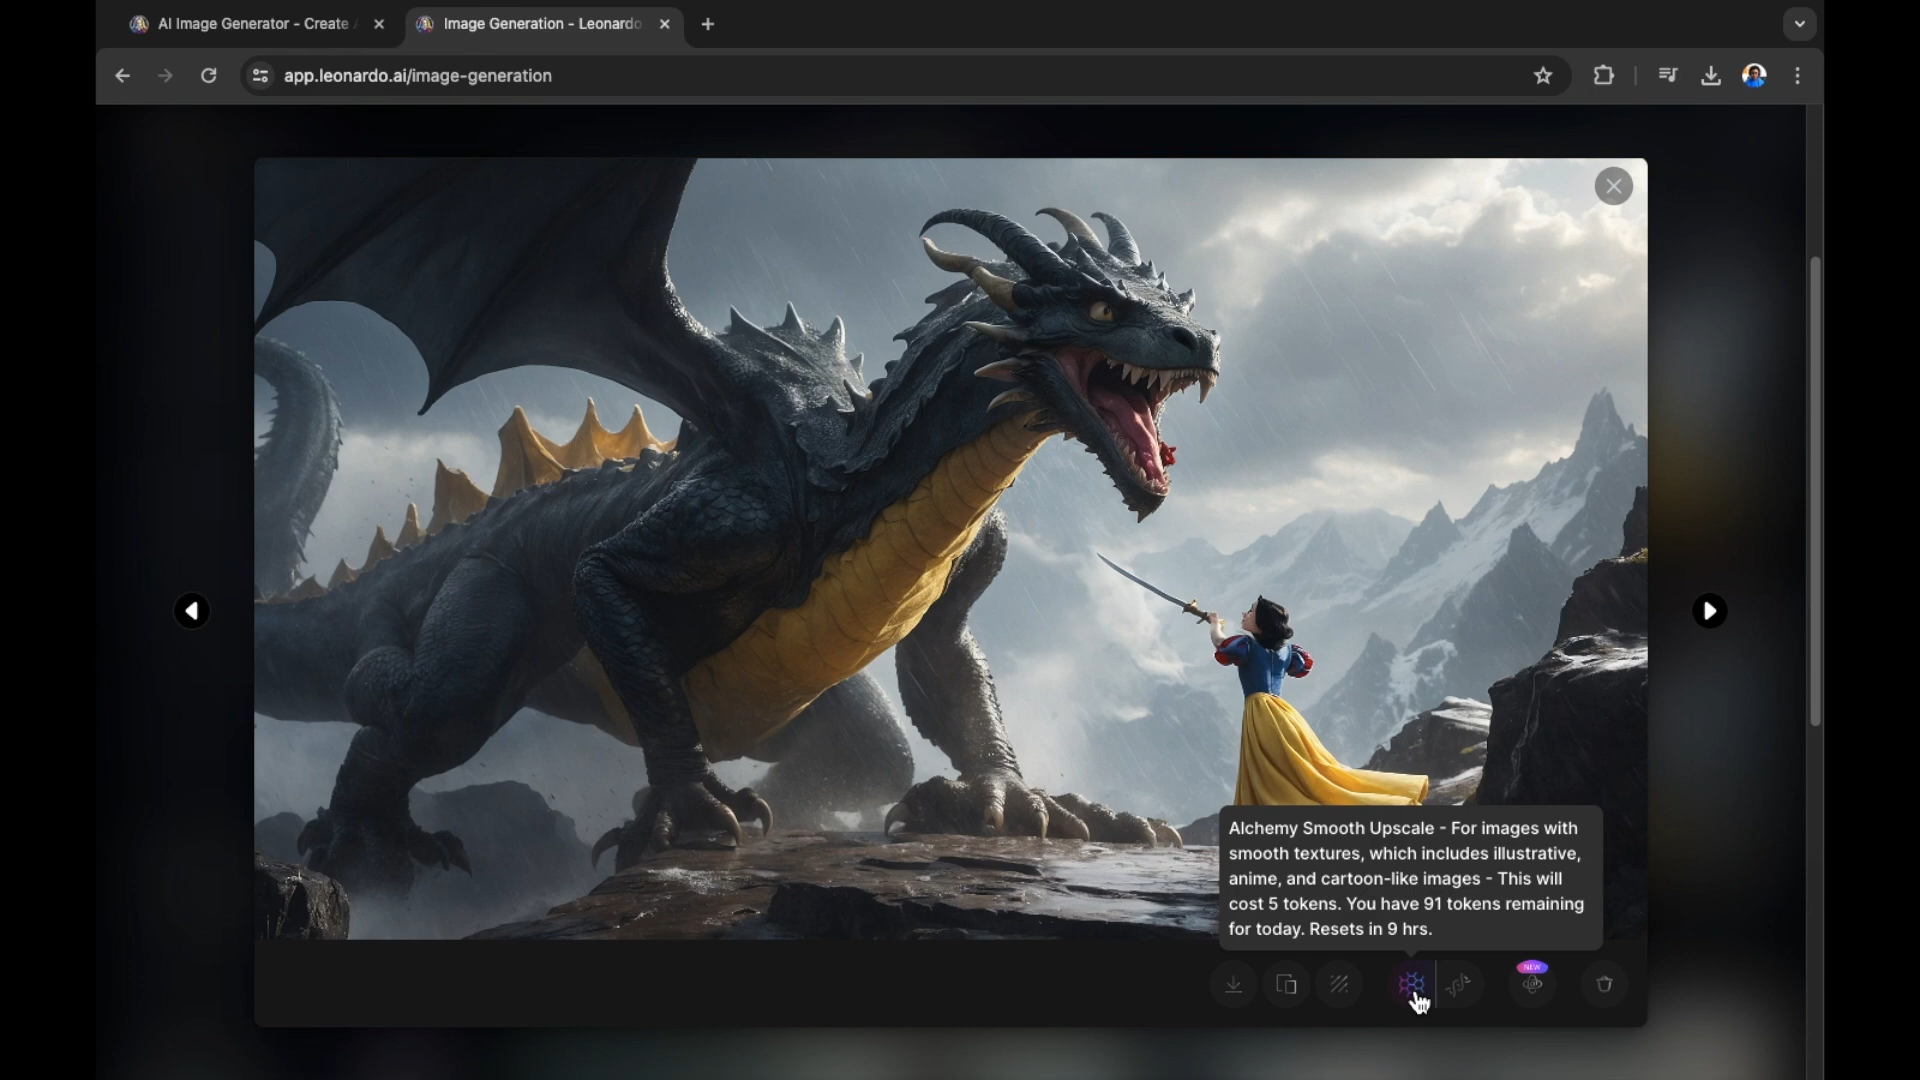 AI Image Generator - Create
Image Generation - Leonardo
app.leonardo.ai/image-generation
Alchemy Smooth Upscale - For images with
smooth textures, which includes illustrative,
anime, and cartoon-like images - This will
cost 5 tokens. You have 91 tokens remaining
for today. Resets in 9 hrs.
NEW